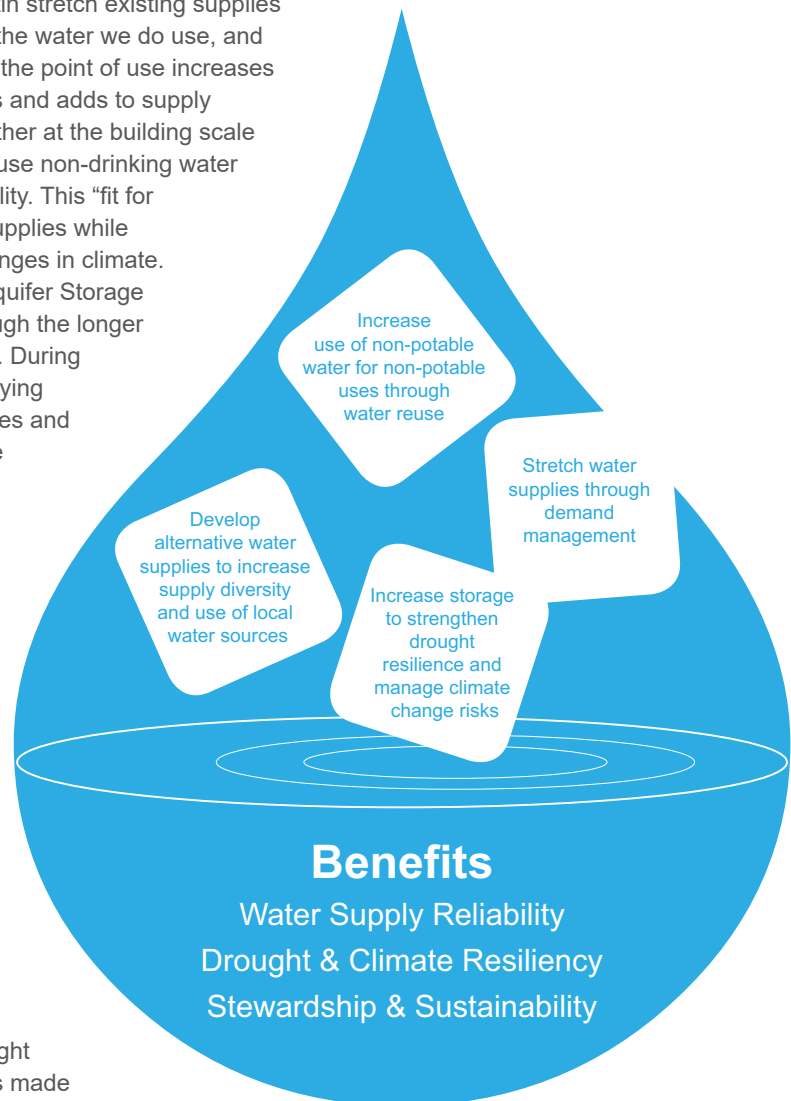 tin stretch existing supplies
the water we do use, and
the point of use increases
s and adds to supply
ther at the building scale
use non-drinking water
lity. This “fit for
upplies while
nges in climate.
quifer Storage
ugh the longer
. During
ying
es and
e
ght
s made
Increase
use of non-potable
water for non-potable
uses through
water reuse
Stretch water
supplies through
demand
management
Develop
alternative water
supplies to increase
supply diversity
and use of local
water sources
Increase storage
to strengthen
drought
resilience and
manage climate
change risks
Benefits
Water Supply Reliability
Drought & Climate Resiliency
Stewardship & Sustainability